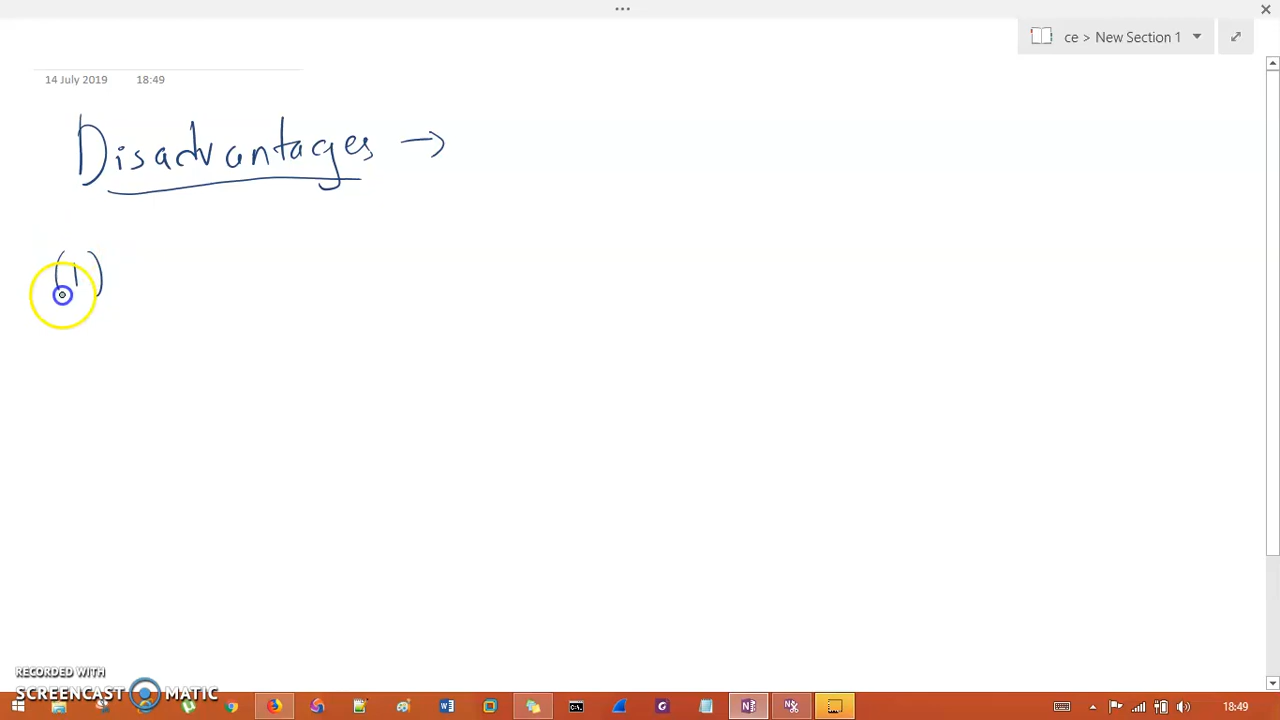 ce > New Section 1
14 July 2019 18:49
Disadvantages →
(1)
RECORDED WITH
SCREENCAST MATIC
18:49